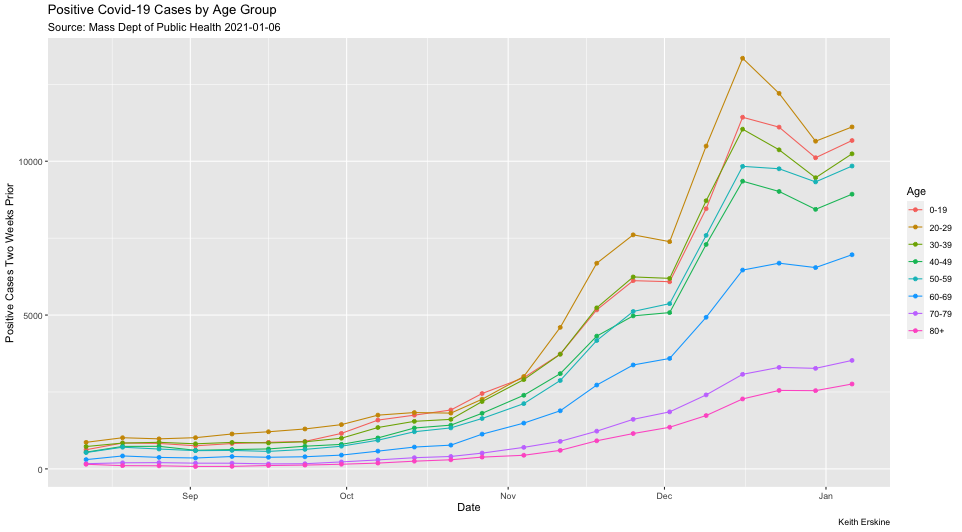 Positive Covid-19 Cases by Age Group
Source: Mass Dept of Public Health 2021-01-06
Positive Cases Two Weeks Prior
10000
5000
0
Sep
Oct
Nov
Dec
Jan
Date
Age
0-19
20-29
30-39
40-49
50-59
60-69
70-79
80+
Keith Erskine